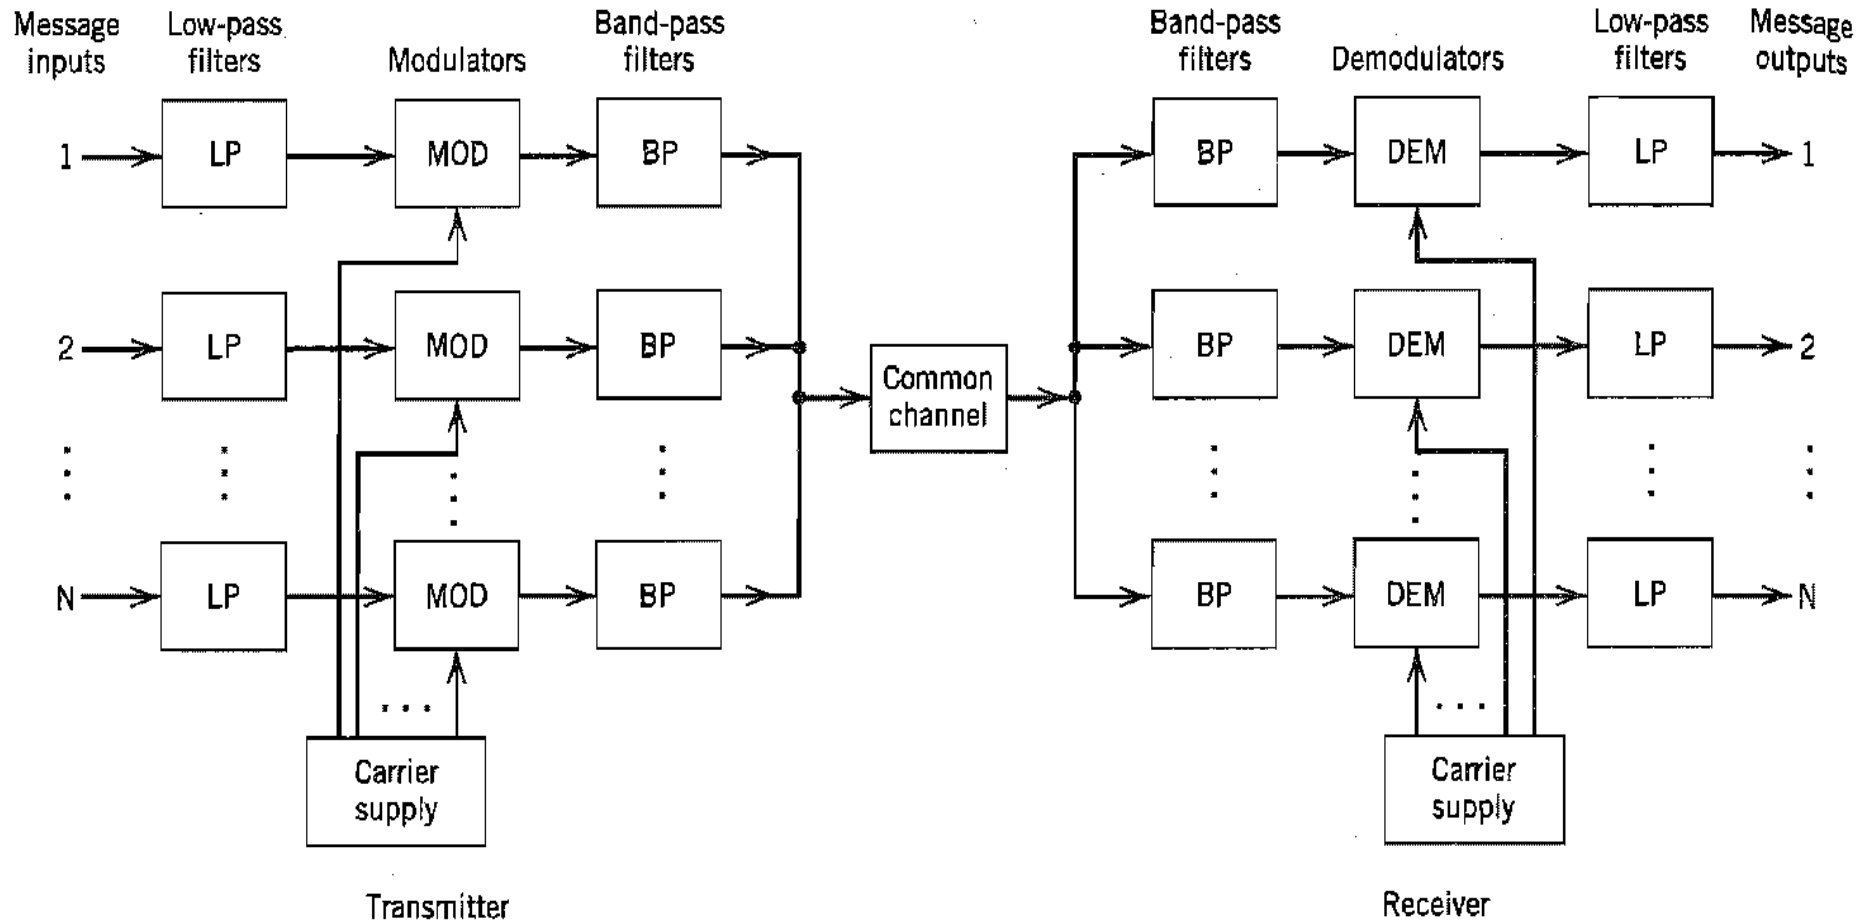 Message
inputs
Low-pass
filters
Modulators
Band-pass
filters
Band-pass
filters
Demodulators
Low-pass
filters
Message
outputs
1
LP
MOD
BP
BP
DEM
LP
1
2
LP
MOD
BP
Common
channel
BP
DEM
LP
2
N
LP
MOD
BP
BP
DEM
LP
N
Carrier
supply
Carrier
supply
Transmitter
Receiver